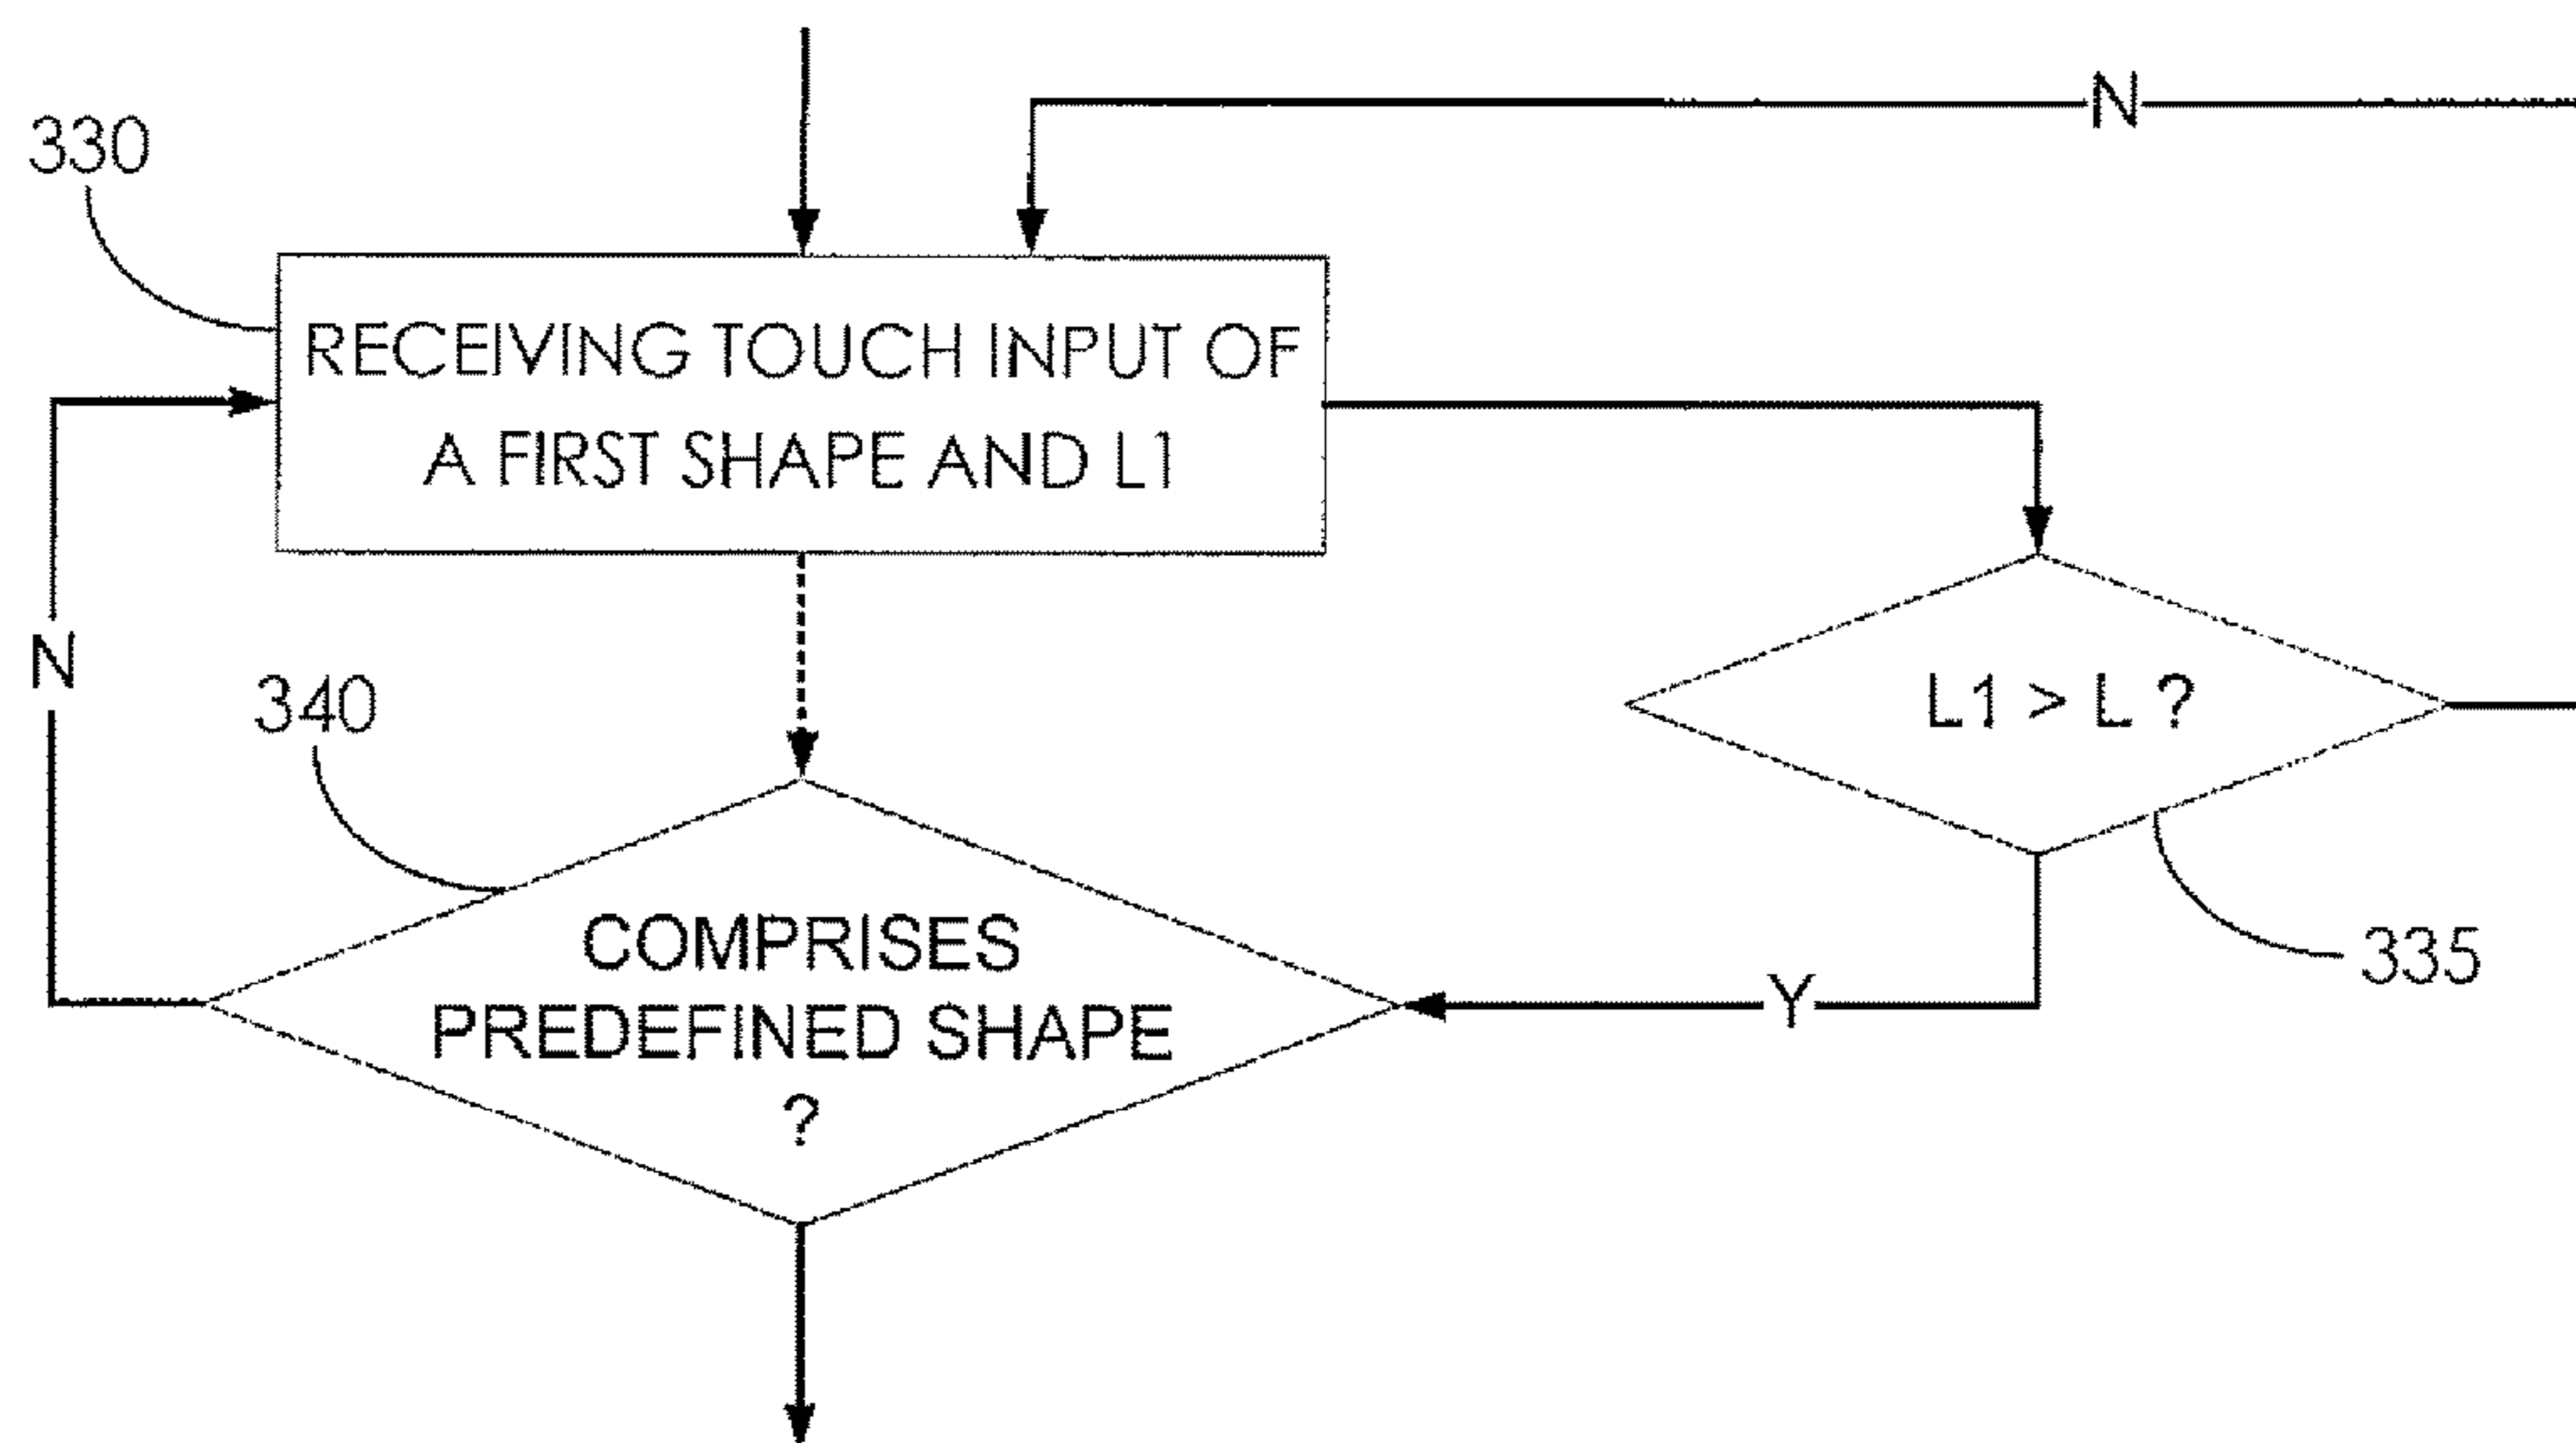 N
330
RECEIVING TOUCH INPUT OF
A FIRST SHAPE AND L1
N
340
L1 > L ?
COMPRISES
PREDEFINED SHAPE
?
Y
335